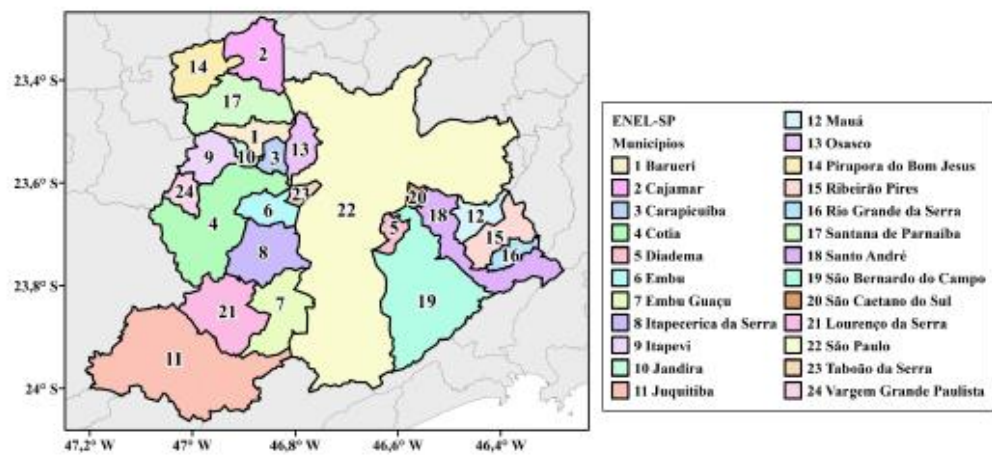 23,4° S
23,6° S
23,8° S
24° S
47,2° W
47° W
46,8° W
46,6° W
46,4° W
14
2
17
1
13
9
10
3
24
23
4
6
22
20
18
12
5
15
16
8
19
21
7
11
ENEL-SP
Municípios
1 Barueri
2 Cajamar
3 Carapicuiba
4 Cotia
5 Diadema
6 Embu
7 Embu Guaçu
8 Itapecerica da Serra
9 Itapevi
10 Jandira
11 Juquitiba
12 Mauá
13 Osasco
14 Pirupora do Bom Jesus
15 Ribeirão Pires
16 Rio Grande da Serra
17 Santana de Parnaíba
18 Santo André
19 São Bernardo do Campo
20 São Caetano do Sul
21 Lourenço da Serra
22 São Paulo
23 Taboão da Serra
24 Vargem Grande Paulista